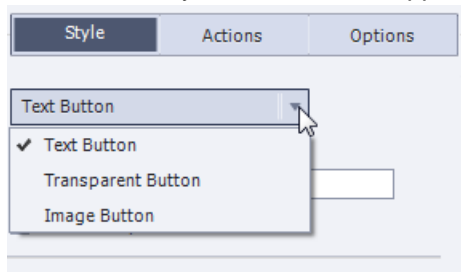 Style Actions Options
Text Button
Text Button
Transparent Button
Image Button